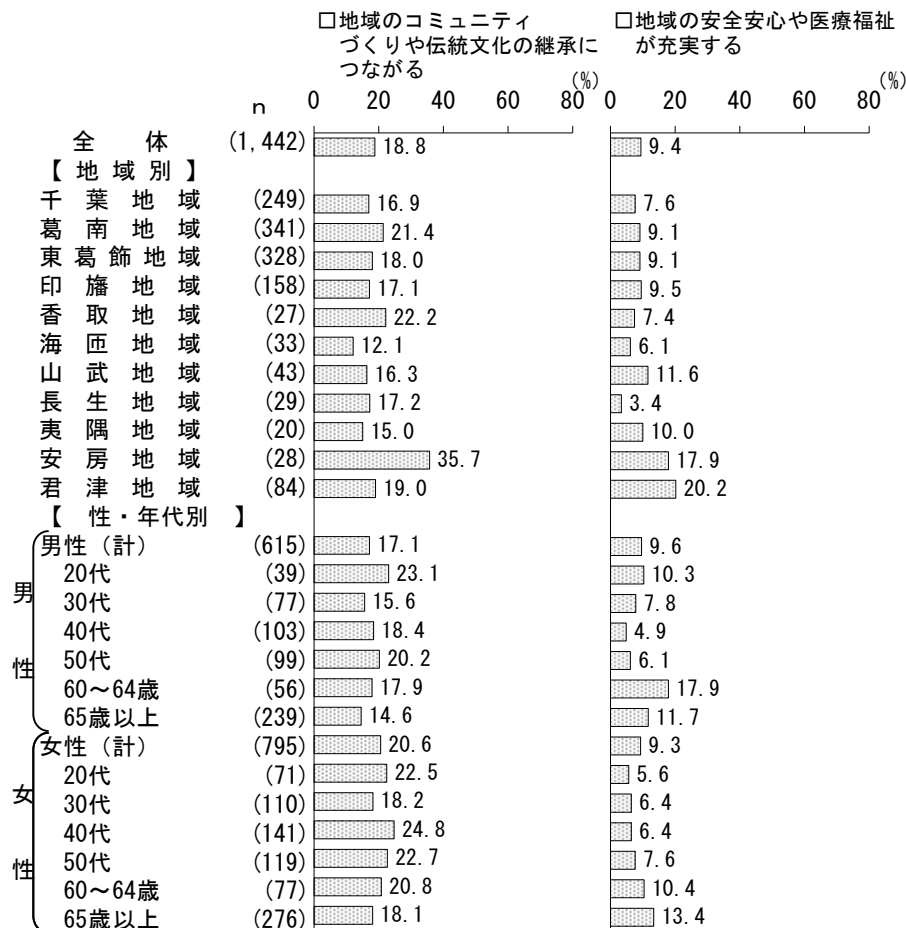 □地域のコミュニティ
づくりや伝統文化の継承に
つながる
□地域の安全安心や医療福祉
が充実する
(%) (%)
n 0 20 40 60 80 0 20 40 60 80
全体 (1,442) 18.8 9.4
【地域別】
千葉地域 (249) 16.9 7.6
葛南地域 (341) 21.4 9.1
東葛飾地域 (328) 18.0 9.1
印旛地域 (158) 17.1 9.5
香取地域 (27) 22.2 7.4
海匝地域 (33) 12.1 6.1
山武地域 (43) 16.3 11.6
長生地域 (29) 17.2 3.4
夷隅地域 (20) 15.0 10.0
安房地域 (28) 35.7 17.9
君津地域 (84) 19.0 20.2
【性・年代別】
男性
男性(計) (615) 17.1 9.6
20代 (39) 23.1 10.3
30代 (77) 15.6 7.8
40代 (103) 18.4 4.9
50代 (99) 20.2 6.1
60~64歳 (56) 17.9 17.9
65歳以上 (239) 14.6 11.7
女性
女性(計) (795) 20.6 9.3
20代 (71) 22.5 5.6
30代 (110) 18.2 6.4
40代 (141) 24.8 6.4
50代 (119) 22.7 7.6
60~64歳 (77) 20.8 10.4
65歳以上 (276) 18.1 13.4